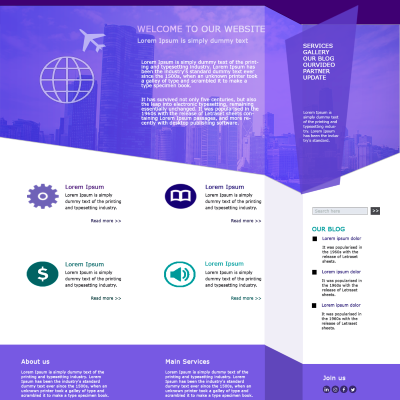 WELCOME TO OUR WEBSITE
Lorem Ipsum is simply dummy text
Lorem Ipsum is simply dummy text of the prin-
ting and typesetting industry. Lorem Ipsum has
been the industry's standard dummy text ever
since the 1500s, when an unknown printer took
a galley of type and scrambled it to make a
type specimen book.
It has survived not only five centuries, but also
the leap into electronic typesetting, remaining
essentially unchanged. It was popularised in the
1960s with the release of Letraset sheets con-
taining Lorem Ipsum passages, and more re-
cently with desktop publishing software.
SERVICES
GALLERY
OUR BLOG
OURVIDEO
PARTNER
UPDATE
Lorem Ipsum is
simply dummy text
of the printing and
typesetting indus-
try. Lorem Ipsum
has been the indus-
try's standard.
Lorem Ipsum
Lorem Ipsum is simply
dummy text of the printing
and typesetting industry.
Read more >>
Lorem Ipsum
Lorem Ipsum is simply
dummy text of the printing
and typesetting industry.
Read more >>
$
Lorem Ipsum
Lorem Ipsum is simply
dummy text of the printing
and typesetting industry.
Read more >>
Lorem Ipsum
Lorem Ipsum is simply
dummy text of the printing
and typesetting industry.
Read more >>
Search here
>>
OUR BLOG
Lorem ipsum dolor
It was popularised in
the 1960s with the
release of Letraset
sheets.
Lorem ipsum dolor
It was popularised in
the 1960s with the
release of Letraset
sheets.
Lorem ipsum dolor
It was popularised in
the 1960s with the
release of Letraset
sheets.
About us
Lorem Ipsum is simply dummy text of the
printing and typesetting industry. Lorem
Ipsum has been the industry's standard
dummy text ever since the 1500s, when an
unknown printer took a galley of type and
scrambled it to make a type specimen book.
Main Services
Lorem Ipsum is simply dummy text of the
printing and typesetting industry. Lorem
Ipsum has been the industry's standard
dummy text ever since the 1500s, when an
unknown printer took a galley of type and
scrambled it to make a type specimen book.
Join us